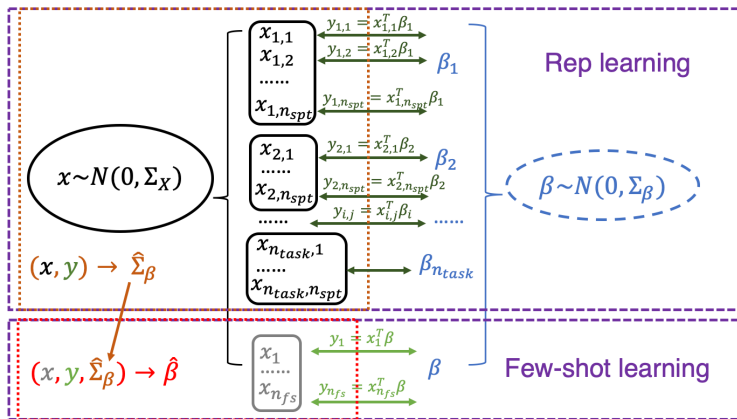 x_{1,1} y_{1,1} = x_{1,1}^T β_1
x_{1,2} y_{1,2} = x_{1,2}^T β_1 β_1 Rep learning
......
x_{1,n_{spt}} y_{1,n_{spt}} = x_{1,n_{spt}}^T β_1
x_{2,1} y_{2,1} = x_{2,1}^T β_2 β_2
x~N(0, Σ_X) ...... β~N(0, Σ_β)
x_{2,n_{spt}} y_{2,n_{spt}} = x_{2,n_{spt}}^T β_2
...... y_{i,j} = x_{i,j}^T β_i ......
x_{n_{task},1}
(x, y) → Σ̂_β ...... β_{n_{task}}
x_{n_{task},n_{spt}}
x_1 y_1 = x_1^T β
(x, y, Σ̂_β) → β̂ ...... β Few-shot learning
x_{n_{fs}} y_{n_{fs}} = x_{n_{fs}}^T β